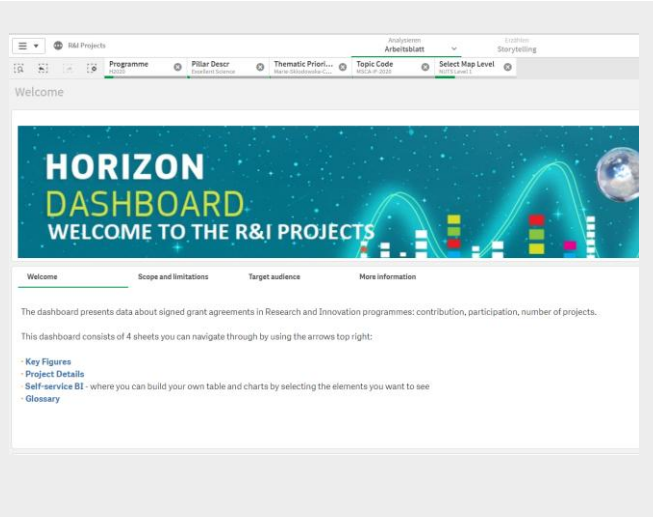 R&I Projects
Analysieren
Arbeitsblatt
Erzählen
Storytelling
Programme
H2020
Pillar Descr
Excellent Science
Thematic Priori...
Marie-Sklodowska-C...
Topic Code
MSCA-IF-2020
Select Map Level
NUTS Level 1
Welcome
HORIZON
DASHBOARD
WELCOME TO THE R&I PROJECTS
Welcome Scope and limitations Target audience More information
The dashboard presents data about signed grant agreements in Research and Innovation programmes: contribution, participation, number of projects.
This dashboard consists of 4 sheets you can navigate through by using the arrows top right:
· Key Figures
· Project Details
· Self-service BI - where you can build your own table and charts by selecting the elements you want to see
· Glossary